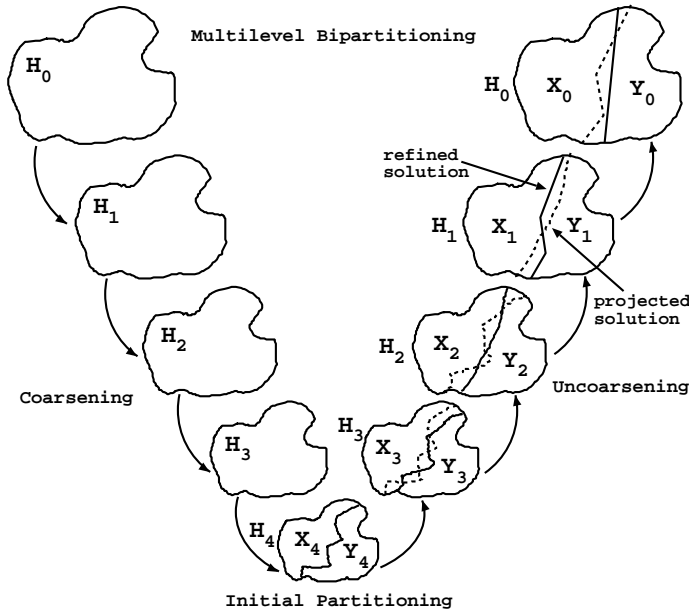 Multilevel Bipartitioning
H0
X0
Y0
H0
refined
solution
H1
X1
Y1
H1
projected
solution
H2
X2
Y2
H2
Coarsening
Uncoarsening
H3
X3
Y3
H3
H4
X4
Y4
Initial Partitioning